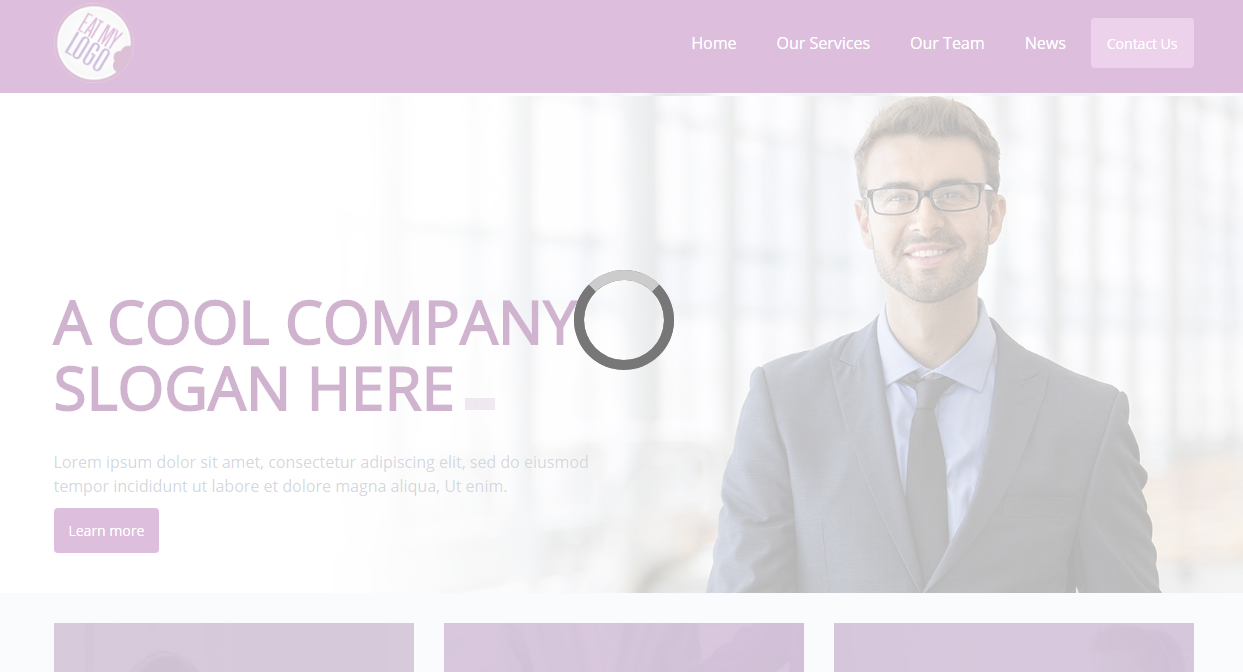 EAT MY
LOGO
Home
Our Services
Our Team
News
Contact Us
A COOL COMPANY
SLOGAN HERE
Lorem ipsum dolor sit amet, consectetur adipiscing elit, sed do eiusmod
tempor incididunt ut labore et dolore magna aliqua, Ut enim.
Learn more